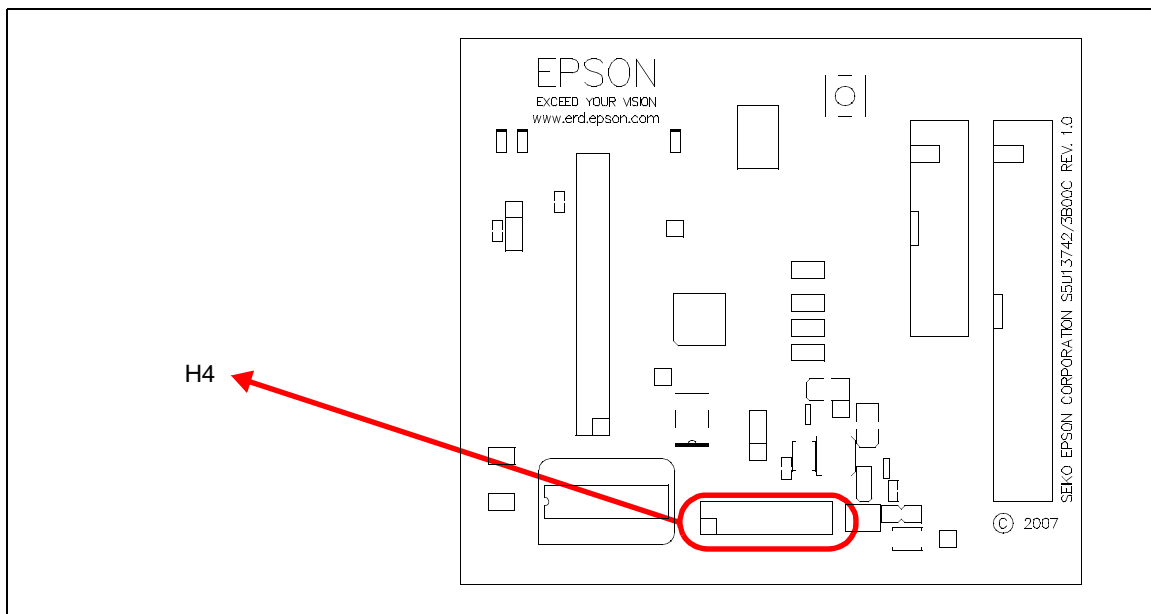 EPSON
EXCEED YOUR VISION
www.erd.epson.com
SEIKO EPSON CORPORATION S5U13742/3B00C REV. 1.0
H4
© 2007